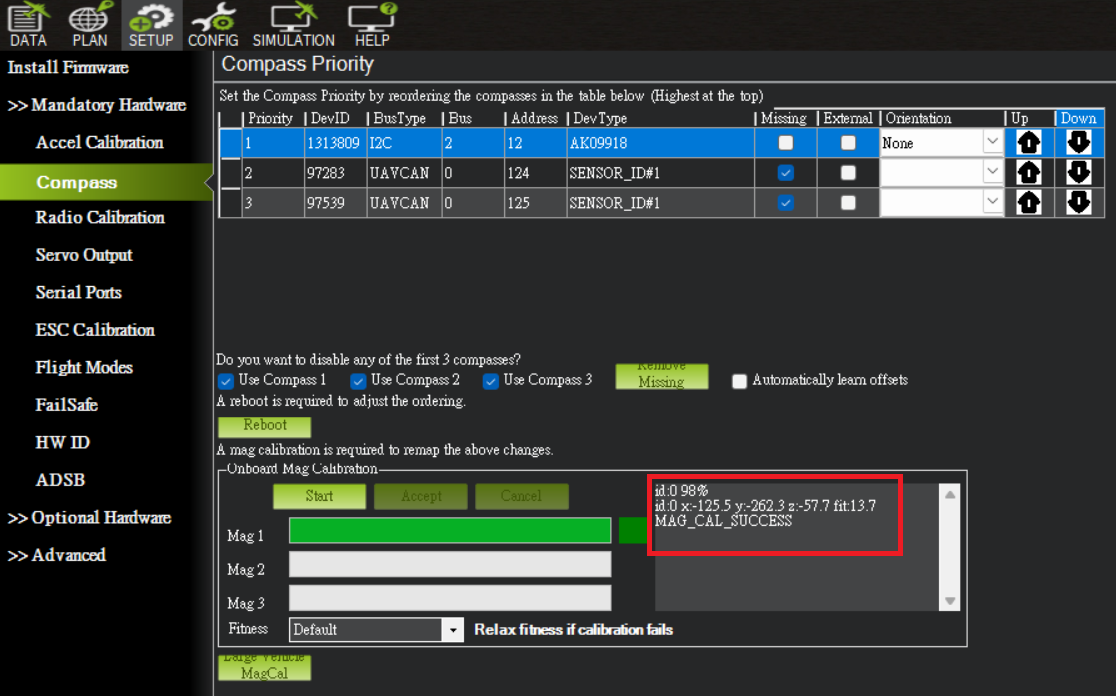 DATA PLAN SETUP CONFIG SIMULATION HELP
Install Firmware
>> Mandatory Hardware
Accel Calibration
Compass
Radio Calibration
Servo Output
Serial Ports
ESC Calibration
Flight Modes
FailSafe
HW ID
ADSB
>> Optional Hardware
>> Advanced
Compass Priority
Set the Compass Priority by reordering the compasses in the table below (Highest at the top)
Priority DevID BusType Bus Address DevType Missing External Orientation Up Down
1 1313809 I2C 2 12 AK09918 None
2 97283 UAVCAN 0 124 SENSOR_ID#1
3 97539 UAVCAN 0 125 SENSOR_ID#1
Do you want to disable any of the first 3 compasses?
Use Compass 1 Use Compass 2 Use Compass 3 Remove Missing Automatically learn offsets
A reboot is required to adjust the ordering.
Reboot
A mag calibration is required to remap the above changes.
Onboard Mag Calibration
Start Accept Cancel
Mag 1
Mag 2
Mag 3
id:0 98%
id:0 x:-125.5 y:-262.3 z:-57.7 fit:13.7
MAG_CAL_SUCCESS
Fitness Default Relax fitness if calibration fails
Large Vehicle
MagCal